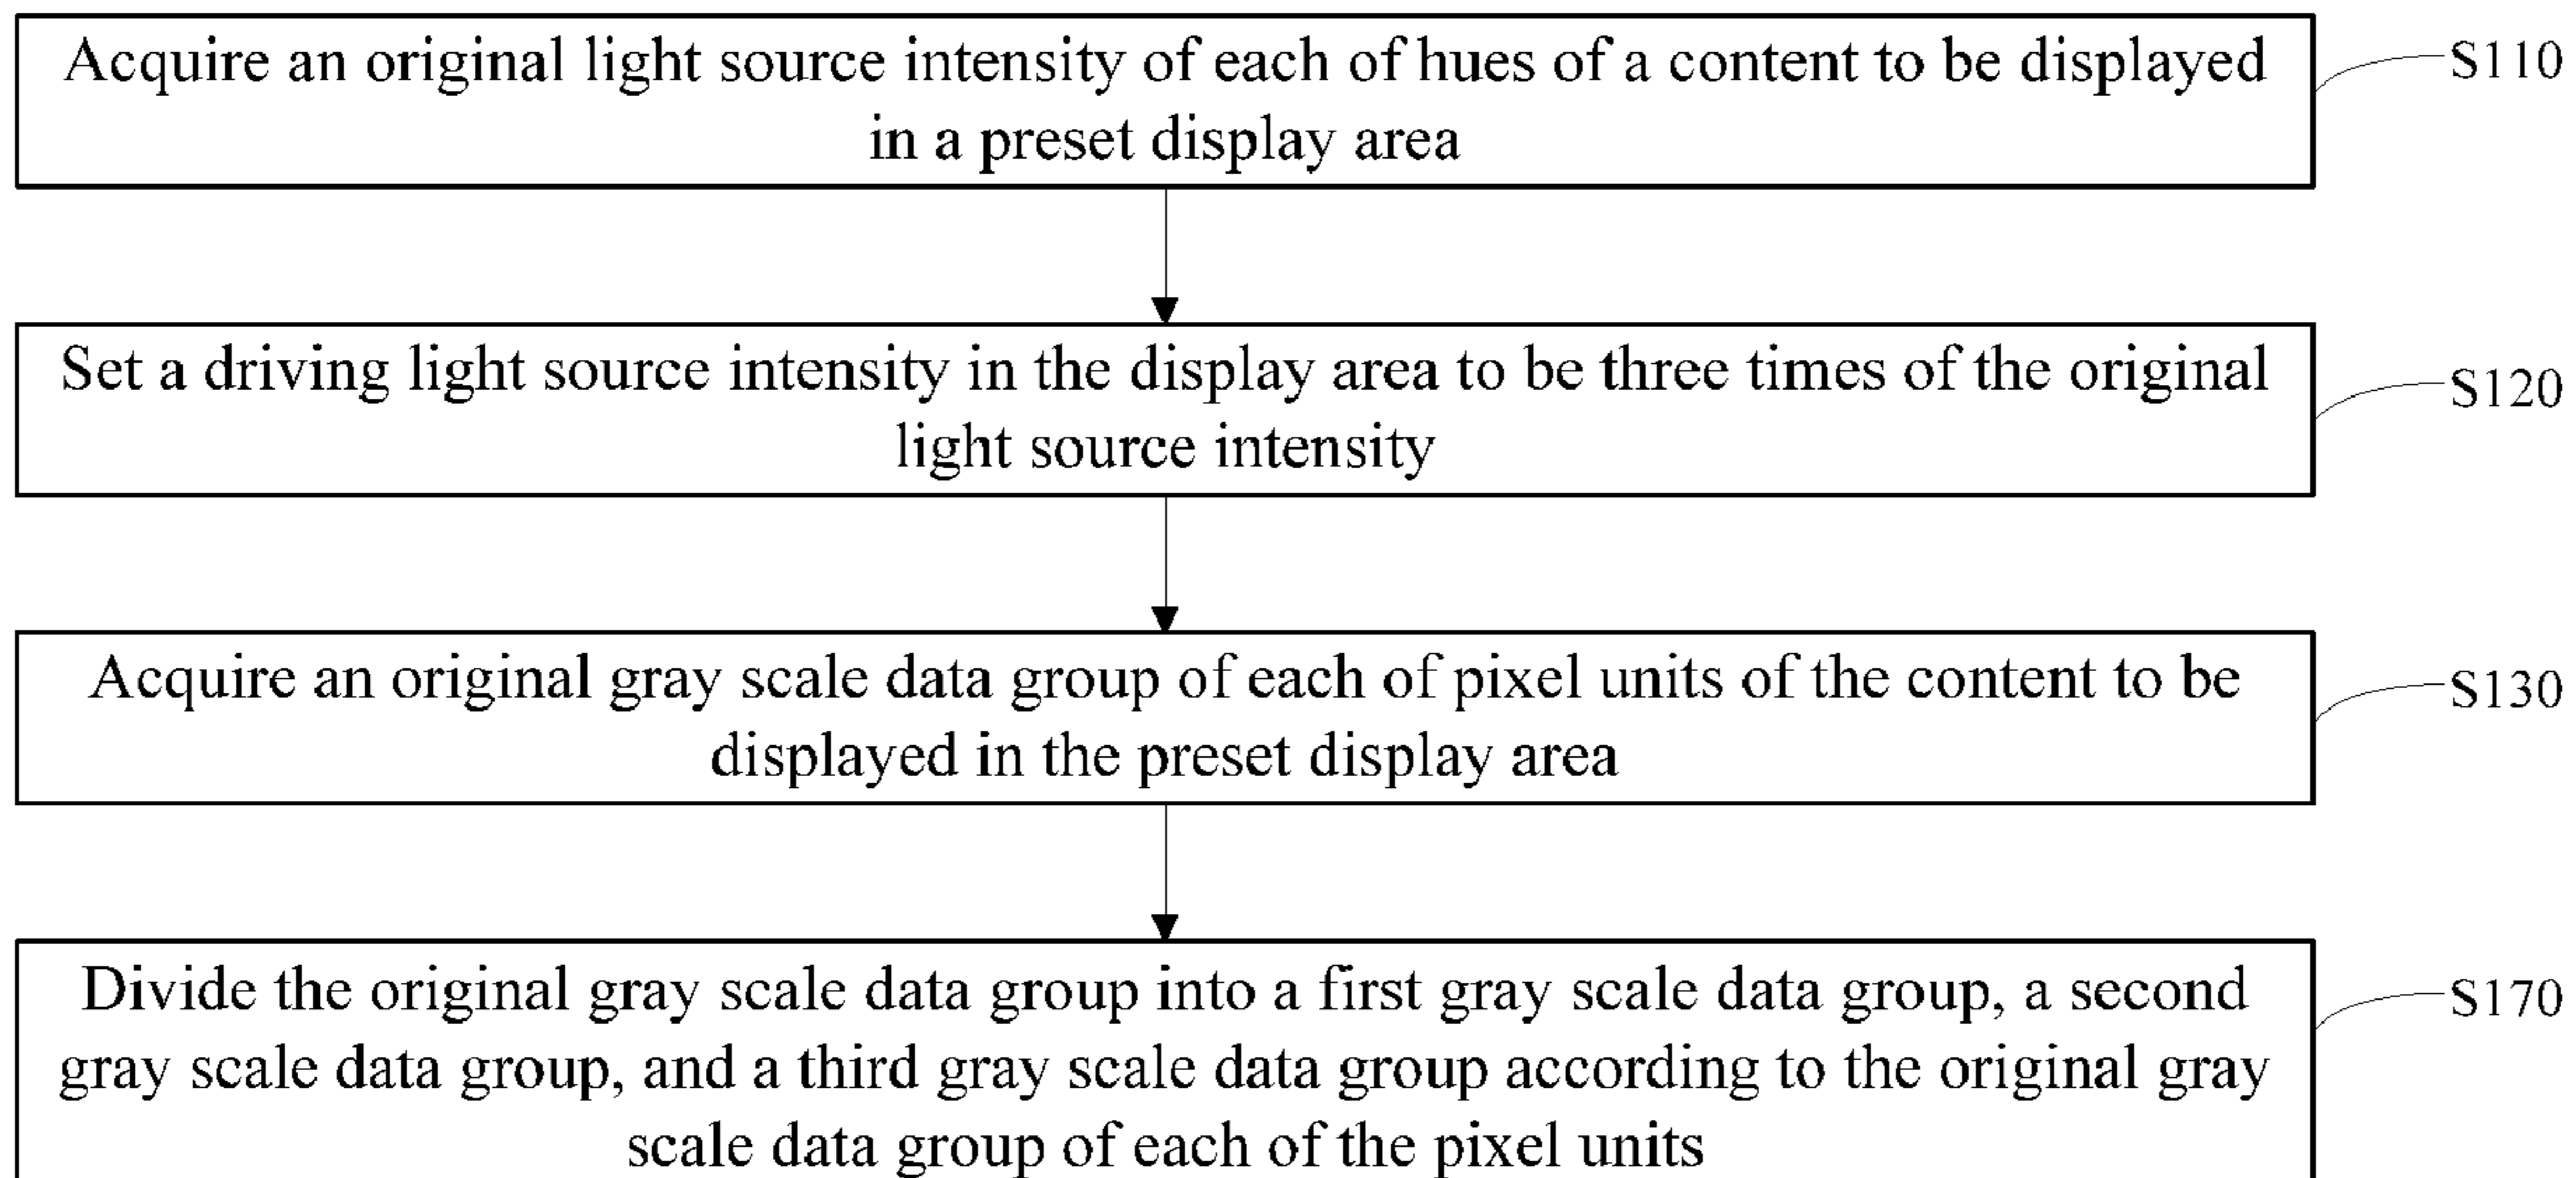 Acquire an original light source intensity of each of hues of a content to be displayed
in a preset display area
S110
Set a driving light source intensity in the display area to be three times of the original
light source intensity
S120
Acquire an original gray scale data group of each of pixel units of the content to be
displayed in the preset display area
S130
Divide the original gray scale data group into a first gray scale data group, a second
gray scale data group, and a third gray scale data group according to the original gray
scale data group of each of the pixel units
S170